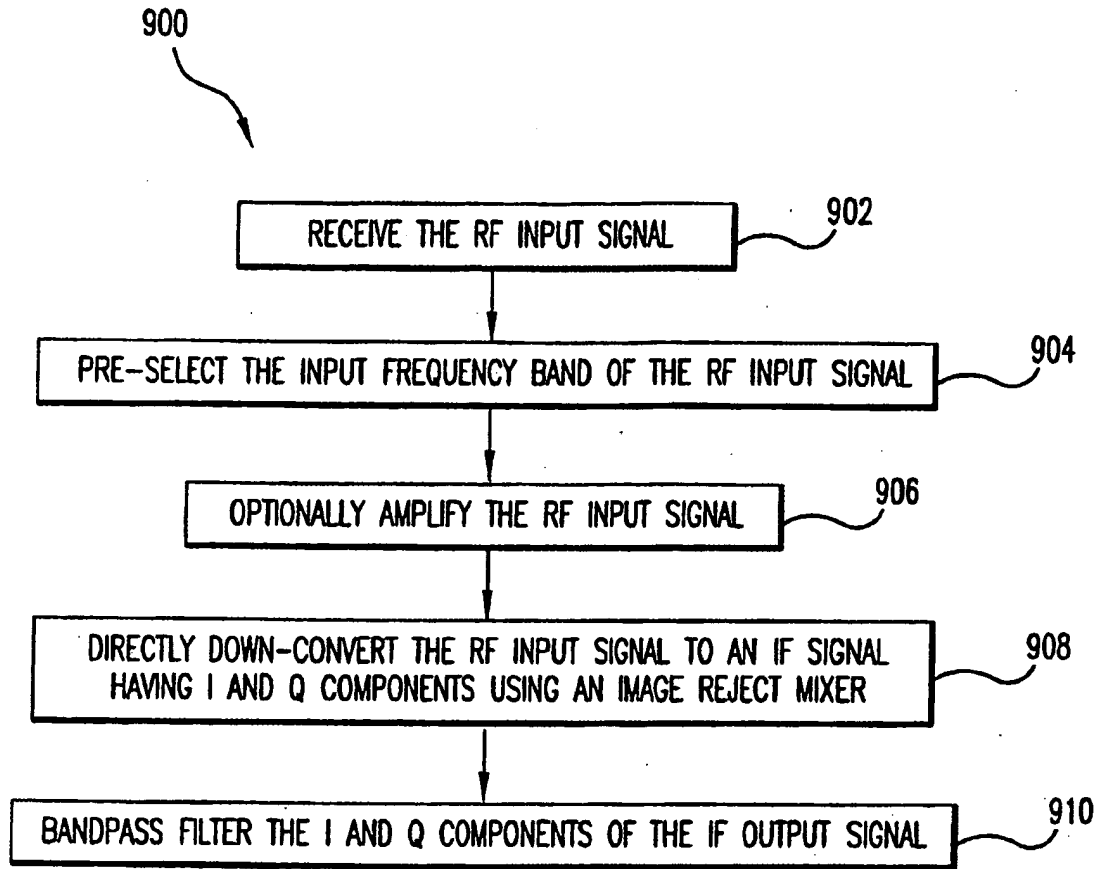 900
RECEIVE THE RF INPUT SIGNAL
902
PRE-SELECT THE INPUT FREQUENCY BAND OF THE RF INPUT SIGNAL
904
OPTIONALLY AMPLIFY THE RF INPUT SIGNAL
906
DIRECTLY DOWN-CONVERT THE RF INPUT SIGNAL TO AN IF SIGNAL
HAVING I AND Q COMPONENTS USING AN IMAGE REJECT MIXER
908
BANDPASS FILTER THE I AND Q COMPONENTS OF THE IF OUTPUT SIGNAL
910